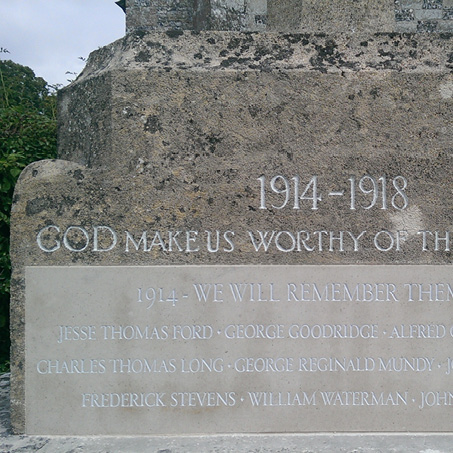 1914-1918
GOD MAKE US WORTHY OF TH
1914 - WE WILL REMEMBER THEM
JESSE THOMAS FORD · GEORGE GOODRIDGE · ALFRED
CHARLES THOMAS LONG · GEORGE REGINALD MUNDY ·
FREDERICK STEVENS · WILLIAM WATERMAN · JOHN